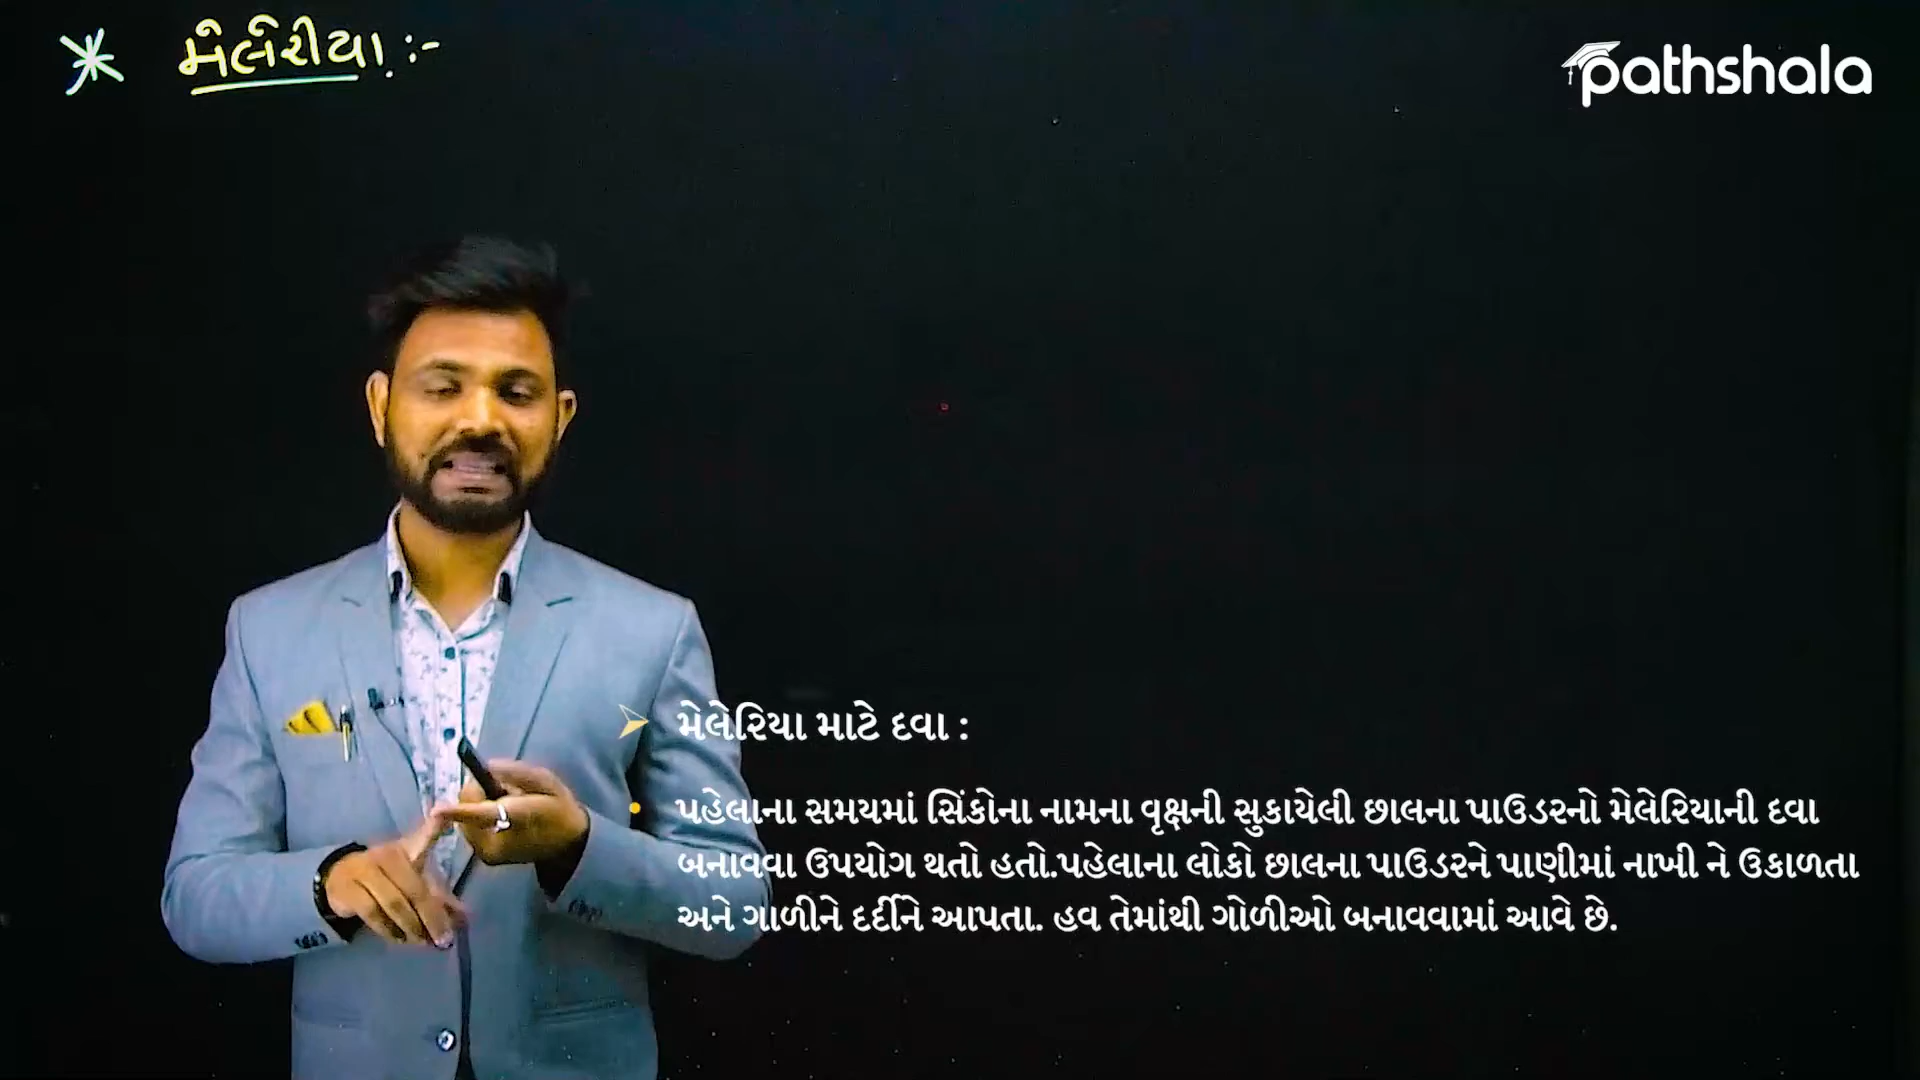 * મેલેરીયા :-
pathshala
➢ મેલેરિયા માટે દવા :
• પહેલાના સમયમાં સિંકોના નામના વૃક્ષની સુકાયેલી છાલના પાઉડરનો મેલેરિયાની દવા
બનાવવા ઉપયોગ થતો હતો.પહેલાના લોકો છાલના પાઉડરને પાણીમાં નાખી ને ઉકાળતા
અને ગાળીને દર્દીને આપતા. હવ તેમાંથી ગોળીઓ બનાવવામાં આવે છે.